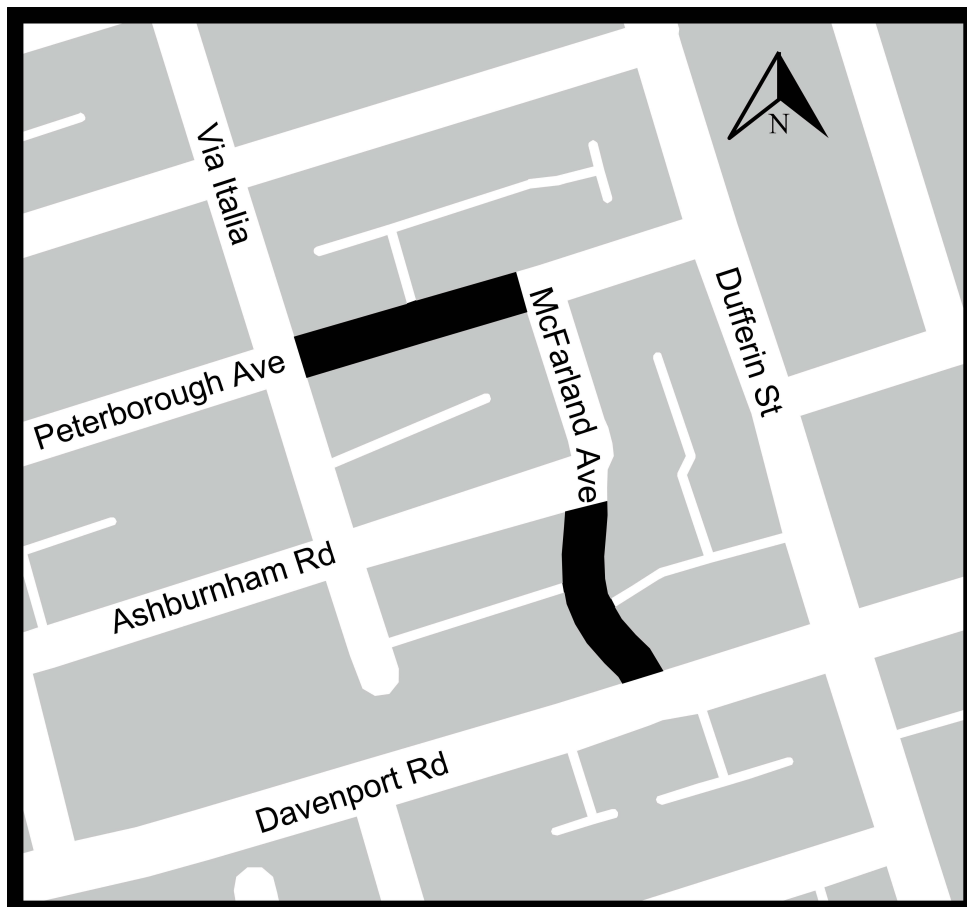 N
Via Italia
Dufferin St
McFarland Ave
Peterborough Ave
Ashburnham Rd
Davenport Rd